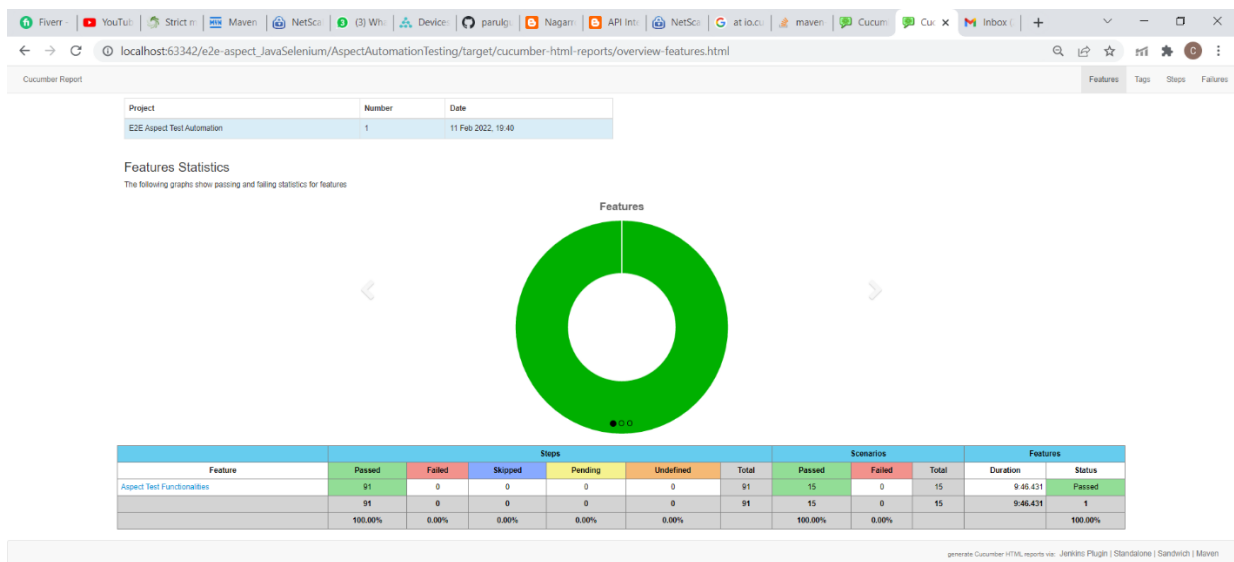 Fiverr - YouTub Strict m Maven NetSca (3) Who Devices parulgu Nagarr API Inte NetSca at io.cu maven Cucum Cuc Inbox (
localhost:63342/e2e-aspect_JavaSelenium/AspectAutomationTesting/target/cucumber-html-reports/overview-features.html
Cucumber Report Features Tags Steps Failures
Project Number Date
E2E Aspect Test Automation 1 11 Feb 2022, 19:40
Features Statistics
The following graphs show passing and failing statistics for features
Features
Steps Scenarios Features
Feature Passed Failed Skipped Pending Undefined Total Passed Failed Total Duration Status
Aspect Test Functionalities 91 0 0 0 0 91 15 0 15 9:46.431 Passed
91 0 0 0 0 91 15 0 15 9:46.431 1
100.00% 0.00% 0.00% 0.00% 0.00% 100.00% 0.00% 100.00%
generate Cucumber HTML reports via: Jenkins Plugin | Standalone | Sandwich | Maven